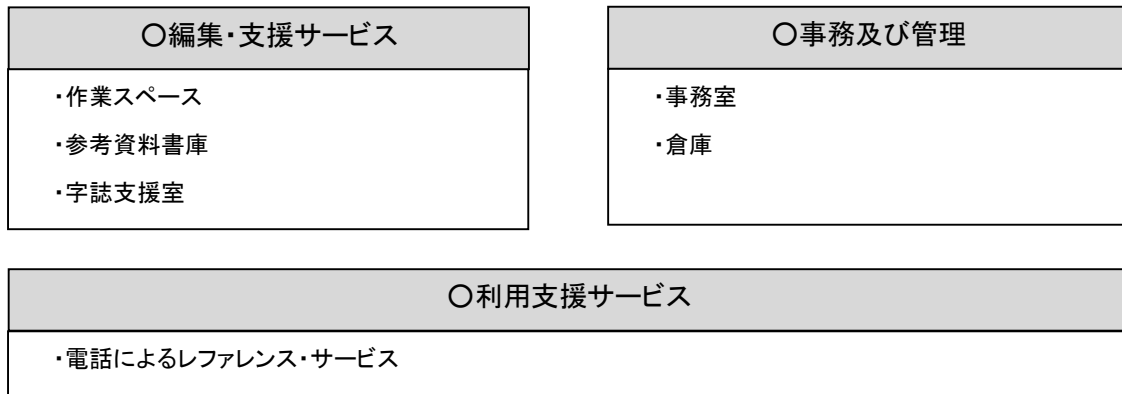 〇編集・支援サービス
・作業スペース
・参考資料書庫
・字誌支援室
〇事務及び管理
・事務室
・倉庫
〇利用支援サービス
・電話によるレファレンス・サービス